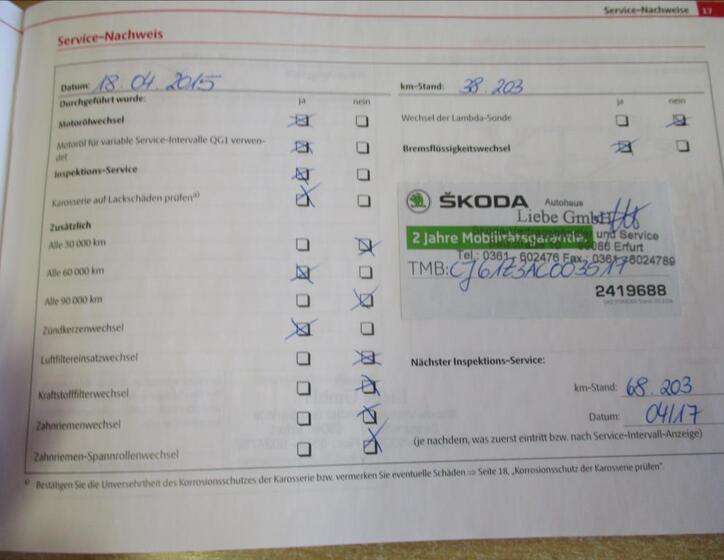 Service-Nachweise 17
Service-Nachweis
Datum: 18.04.2015
km-Stand: 38.203
Durchgeführt wurde: ja nein
ja nein
Motorölwechsel
Wechsel der Lambda-Sonde
Motoröl für variable Service-Intervalle QG1 verwen-
det
Bremsflüssigkeitswechsel
Inspektions-Service
Karosserie auf Lackschäden prüfen a)
ŠKODA Autohaus
Liebe GmbH
Zusätzlich
2 Jahre Mobilitätsgarantie. und Service
Alle 30 000 km
Erfurt
Tel.: 0361- 602476 Fax 0361-6024789
Alle 60 000 km
TMB: CJ61Z3AC003517
Alle 90 000 km
2419688
Zündkerzenwechsel
Luftfiltereinsatzwechsel
Nächster Inspektions-Service:
Kraftstofffilterwechsel
km-Stand: 68.203
Zahnriemenwechsel
Datum: 04/17
(je nachdem, was zuerst eintritt bzw. nach Service-Intervall-Anzeige)
Zahnriemen-Spannrollenwechsel
a) Bestätigen Sie die Unversehrtheit des Korrosionsschutzes der Karosserie bzw. vermerken Sie eventuelle Schäden ⇒ Seite 18, „Korrosionsschutz der Karosserie prüfen“.